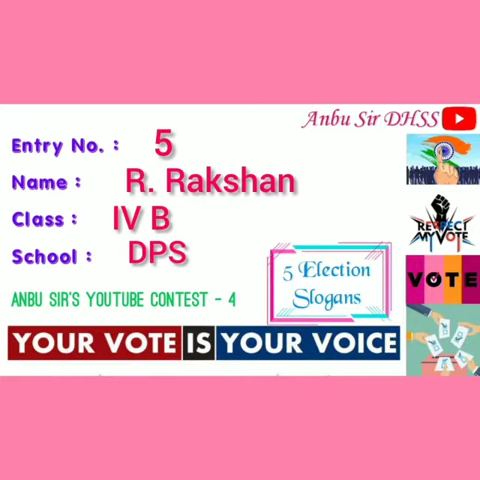 Anbu Sir DHSS
Entry No. : 5
Name : R. Rakshan
Class : IV B
School : DPS
ANBU SIR'S YOUTUBE CONTEST - 4
5 Election
Slogans
RESPECT
MY VOTE
VOTE
YOUR VOTE IS YOUR VOICE